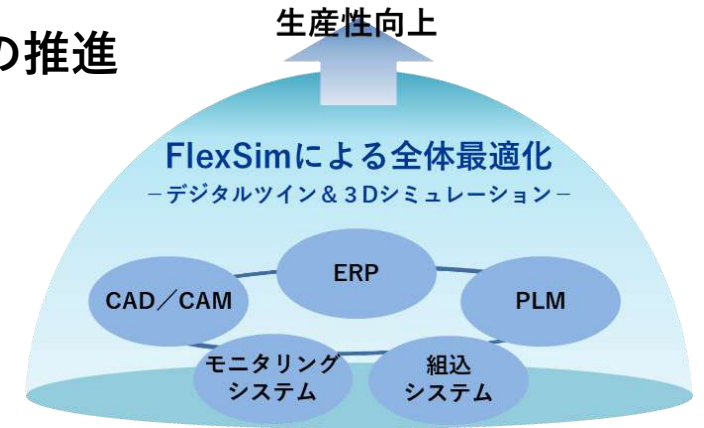 生産性向上
の推進
FlexSimによる全体最適化
－デジタルツイン＆３Dシミュレーション－
ERP
CAD／CAM
PLM
モニタリング
システム
組込
システム